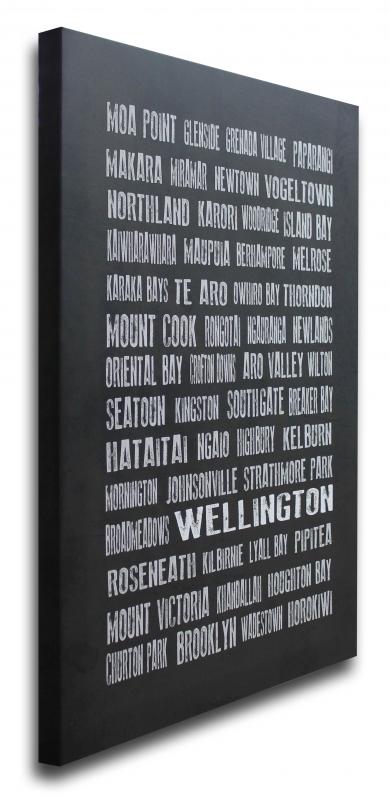 MOA POINT GLENSIDE GRENADA VILLAGE PAPARANGI
MAKARA MIRAMAR NEWTOWN VOGELTOWN
NORTHLAND KARORI WOODRIDGE ISLAND BAY
KAIWHARAWHARA MAUPUIA BERHAMPORE MELROSE
KARAKA BAYS TE ARO OWHIRO BAY THORNDON
MOUNT COOK RONGOTAI NGAURANGA NEWLANDS
ORIENTAL BAY CROFTON DOWNS ARO VALLEY WILTON
SEATOUN KINGSTON SOUTHGATE BREAKER BAY
HATAITAI NGAIO HIGHBURY KELBURN
MORNINGTON JOHNSONVILLE STRATHMORE PARK
BROADMEADOWS WELLINGTON
ROSENEATH KILBIRNIE LYALL BAY PIPITEA
MOUNT VICTORIA KHANDALLAH HOUGHTON BAY
CHURTON PARK BROOKLYN WADESTOWN HOROKIWI